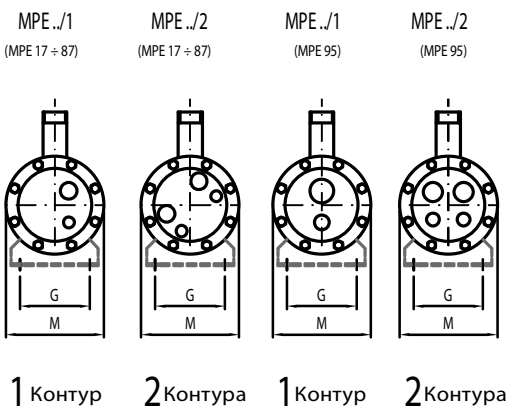 MPE ../1 MPE ../2 MPE ../1 MPE ../2
(MPE 17 ÷ 87) (MPE 17 ÷ 87) (MPE 95) (MPE 95)
G G G G
M M M M
1 Контур 2 Контура 1 Контур 2 Контура